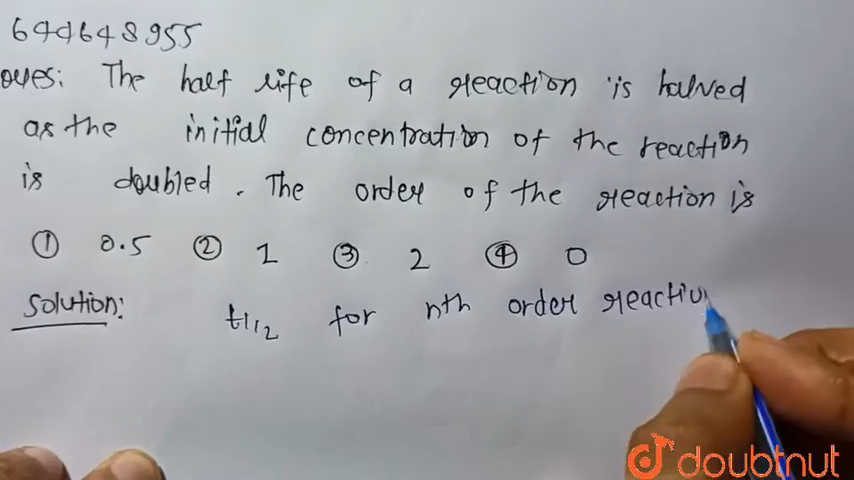 644648955
oues: The half life of a reaction is halved
as the initial concentration of the reaction
is doubled. The order of the reaction is
① 0.5 ② 1 ③ 2 ④ 0
Solution: t1/2 for nth order reaction
doubtnut